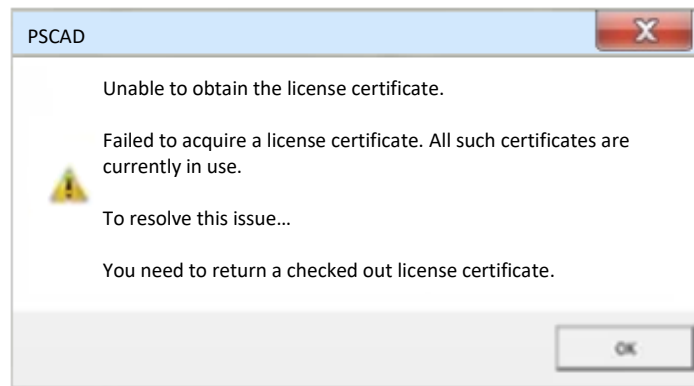 PSCAD
Unable to obtain the license certificate.
Failed to acquire a license certificate. All such certificates are
currently in use.
To resolve this issue...
You need to return a checked out license certificate.
OK